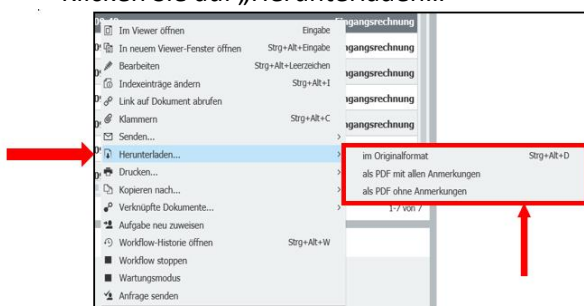 Klicken Sie auf „Herunterladen...
Eingangsrechnung
Im Viewer öffnen Eingabe
In neuem Viewer-Fenster öffnen Strg+Alt+Eingabe
ngangsrechnung
Bearbeiten Strg+Alt+Leerzeichen
ngangsrechnung
Indexeinträge ändern Strg+Alt+I
Link auf Dokument abrufen
ngangsrechnung
Klammern Strg+Alt+C
ngangsrechnung
Senden...
Herunterladen...
im Originalformat Strg+Alt+D
Drucken...
als PDF mit allen Anmerkungen
Kopieren nach...
als PDF ohne Anmerkungen
Verknüpfte Dokumente...
1-7 von 7
Aufgabe neu zuweisen
Workflow-Historie öffnen Strg+Alt+W
Workflow stoppen
Wartungsmodus
Anfrage senden